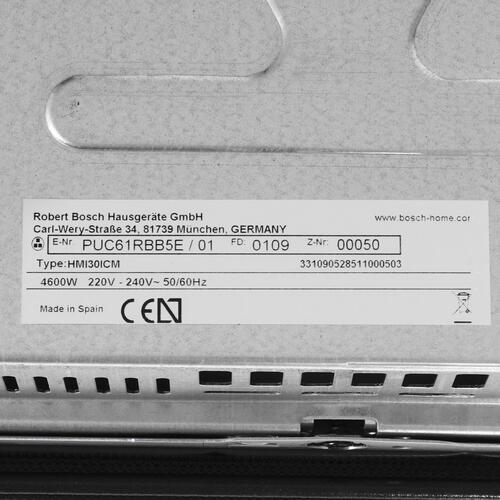 Robert Bosch Hausgeräte GmbH
www.bosch-home.com
Carl-Wery-Straße 34, 81739 München, GERMANY
E-Nr. PUC61RBB5E / 01 FD: 0109 Z-Nr: 00050
Type: HMI30ICM 331090528511000503
4600W 220V - 240V~ 50/60Hz
Made in Spain CE N